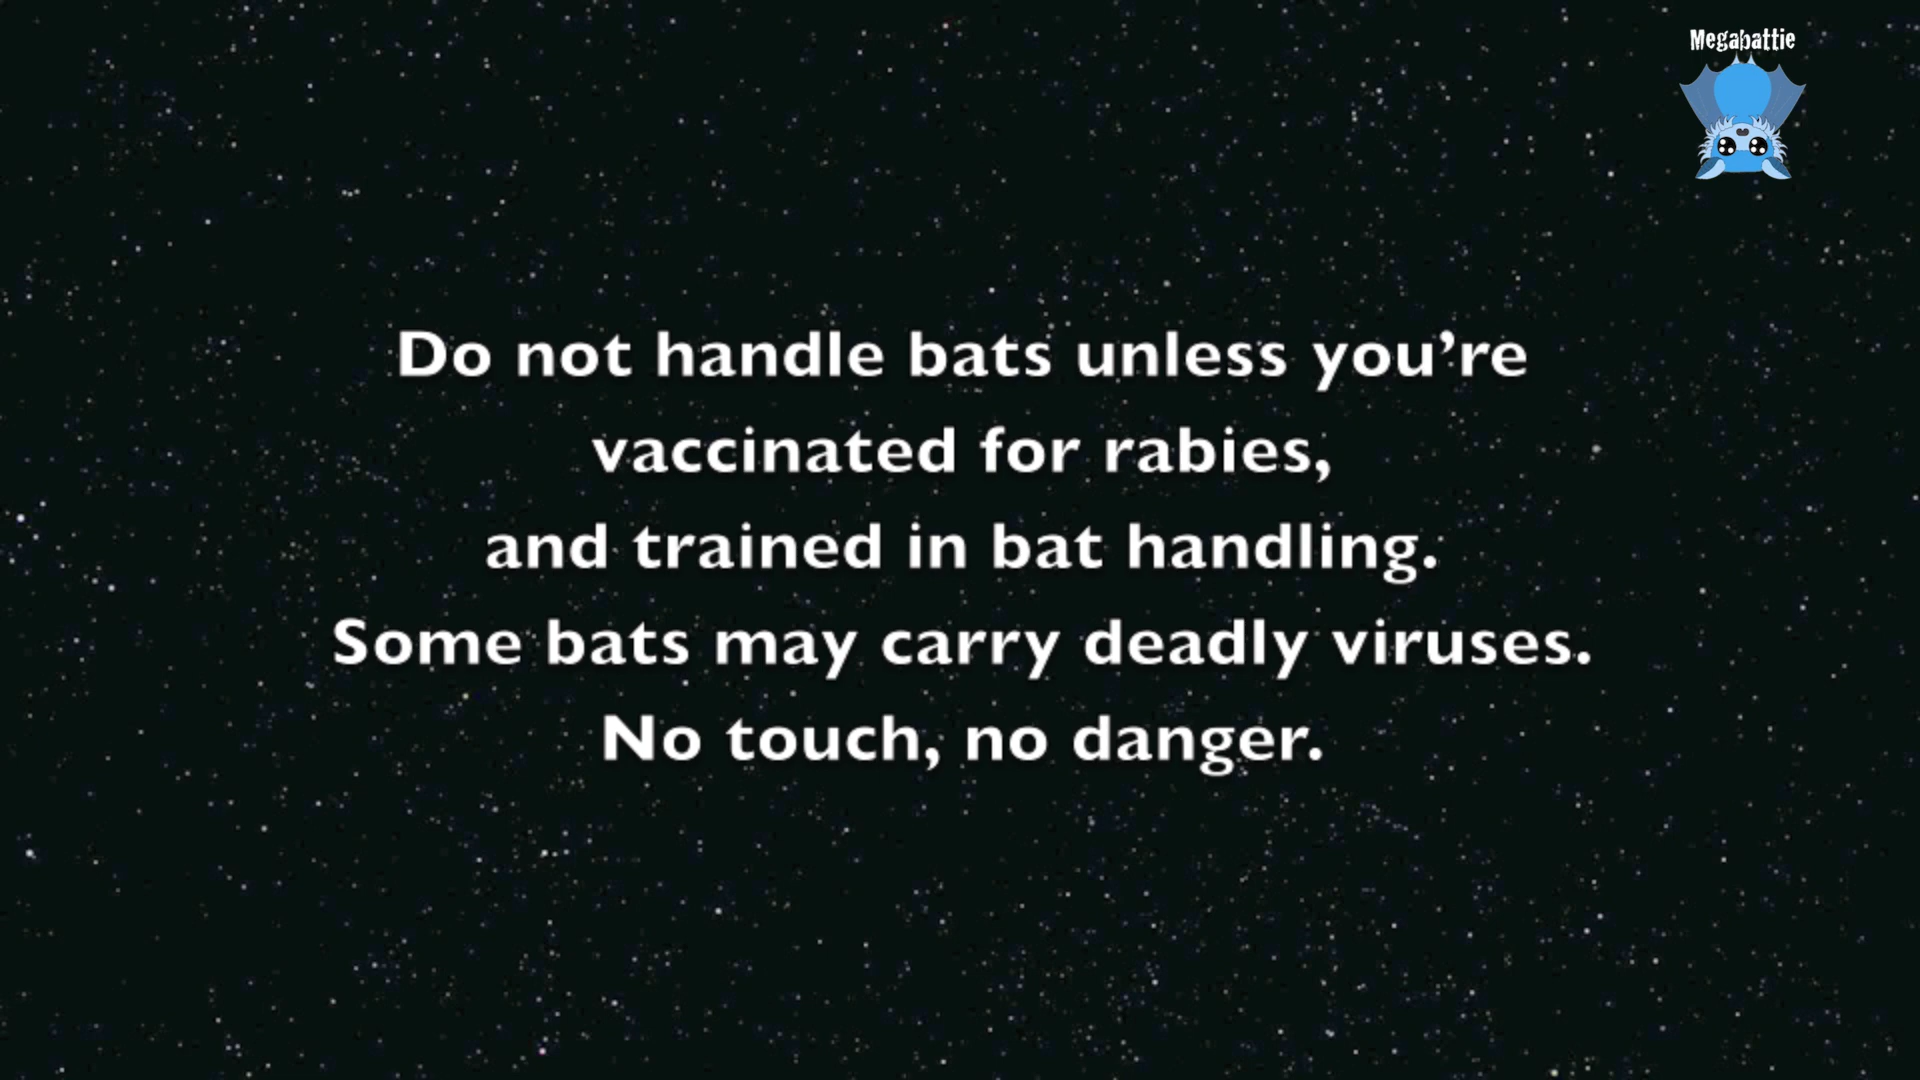 Megabattie
Do not handle bats unless you’re
vaccinated for rabies,
and trained in bat handling.
Some bats may carry deadly viruses.
No touch, no danger.